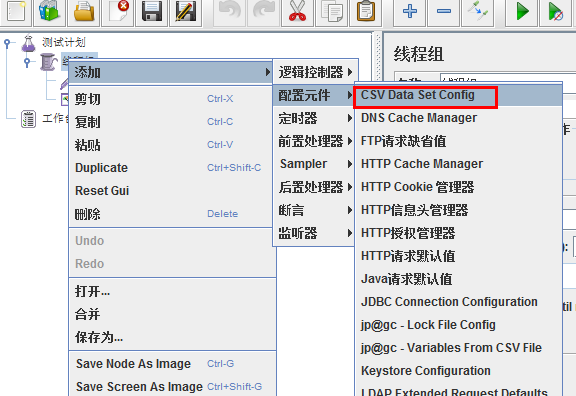 测试计划
线程组
线程组
添加
剪切 Ctrl-X
复制 Ctrl-C
粘贴 Ctrl-V
Duplicate Ctrl+Shift-C
Reset Gui
删除 Delete
Undo
Redo
打开...
合并
保存为...
Save Node As Image Ctrl-G
Save Screen As Image Ctrl+Shift-G
逻辑控制器
配置元件
定时器
前置处理器
Sampler
后置处理器
断言
监听器
CSV Data Set Config
DNS Cache Manager
FTP请求缺省值
HTTP Cache Manager
HTTP Cookie 管理器
HTTP信息头管理器
HTTP授权管理器
HTTP请求默认值
Java请求默认值
JDBC Connection Configuration
jp@gc - Lock File Config
jp@gc - Variables From CSV File
Keystore Configuration
LDAP Extended Request Defaults
工作
作
):
til